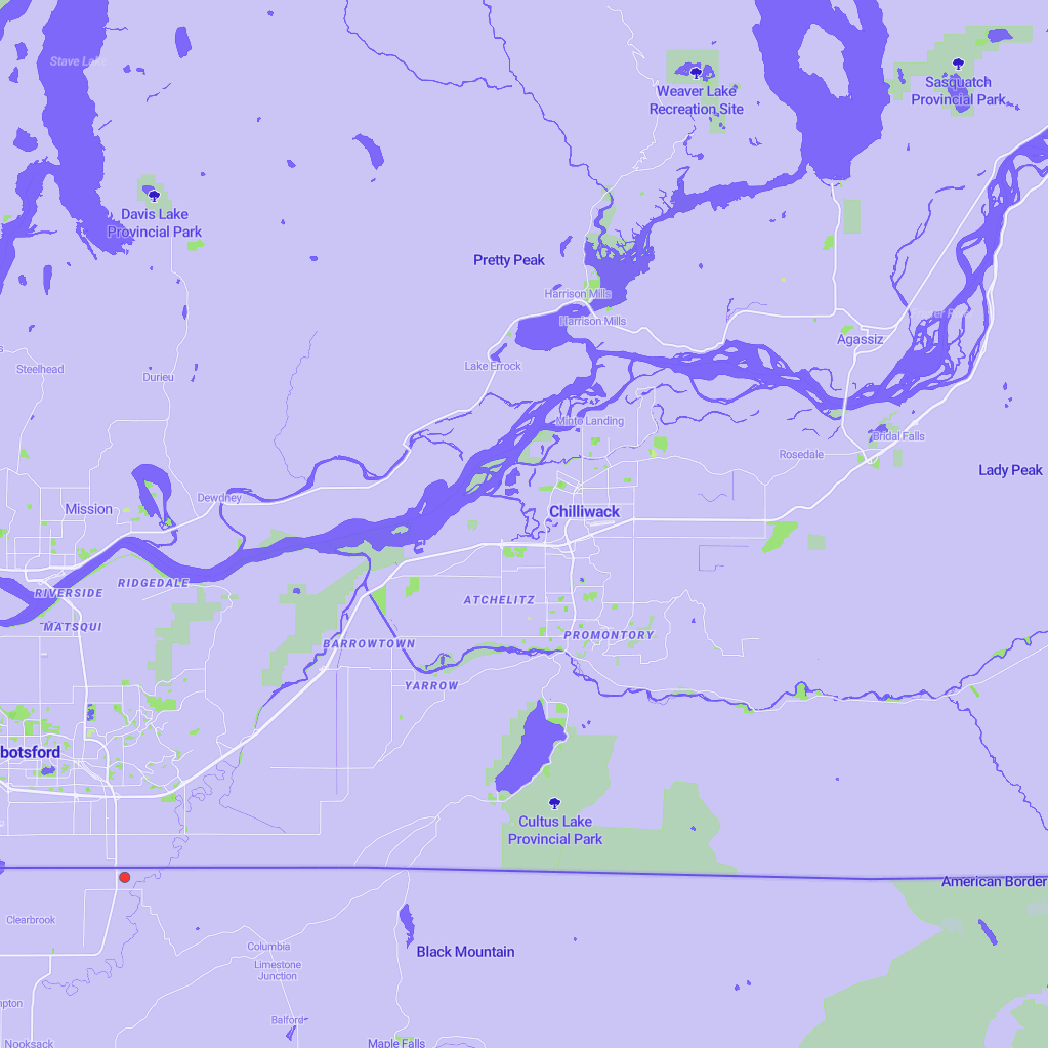 Stave Lake
Weaver Lake
Recreation Site
Sasquatch
Provincial Park
Davis Lake
Provincial Park
Pretty Peak
Harrison Mills
Harrison Mills
Agassiz
Steelhead
Durieu
Lake Errock
Minto Landing
Bridal Falls
Rosedale
Lady Peak
Dewdney
Mission
Chilliwack
RIDGEDALE
RIVERSIDE
ATCHELITZ
MATSQUI
PROMONTORY
BARROWTOWN
YARROW
botsford
Cultus Lake
Provincial Park
American Border
Clearbrook
Columbia
Black Mountain
Limestone
Junction
pton
Balford
Nooksack
Maple Falls